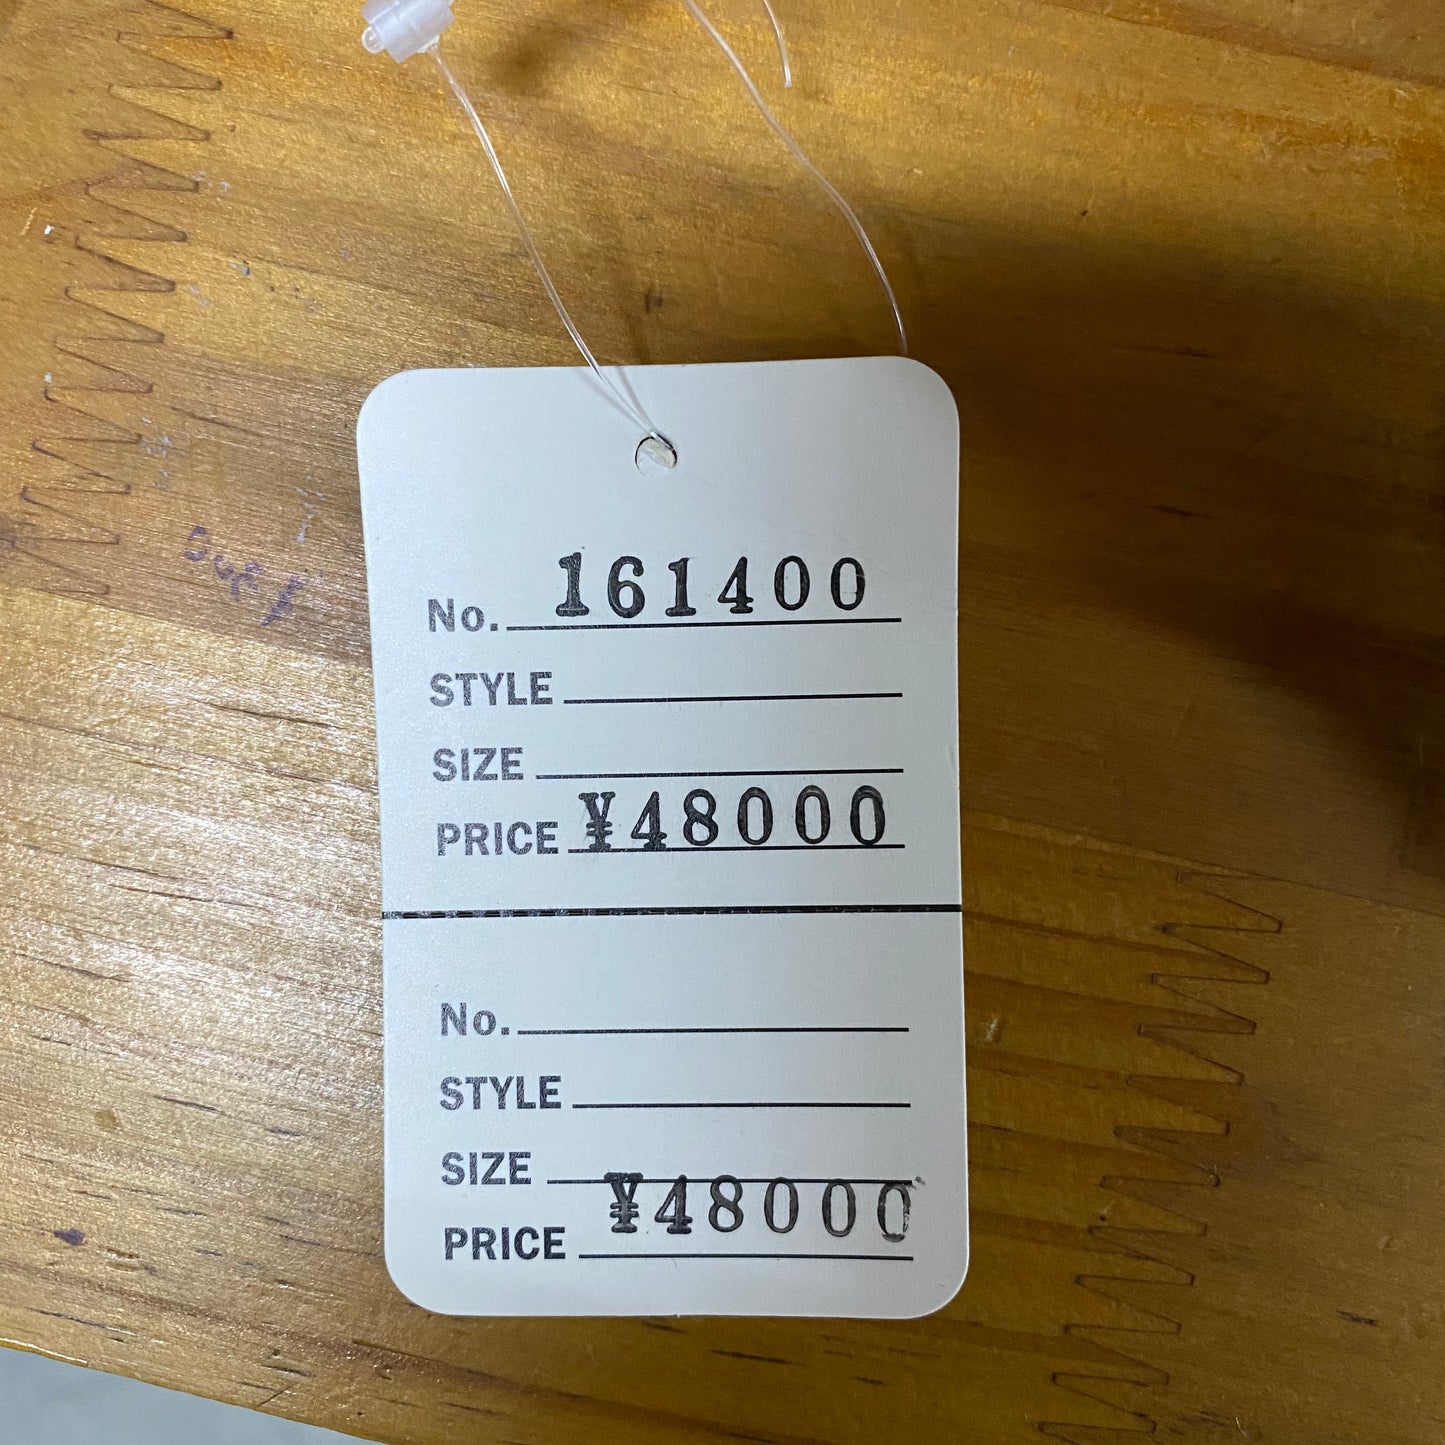 No. 161400
STYLE
SIZE
PRICE ¥48000
No.
STYLE
SIZE
PRICE ¥48000